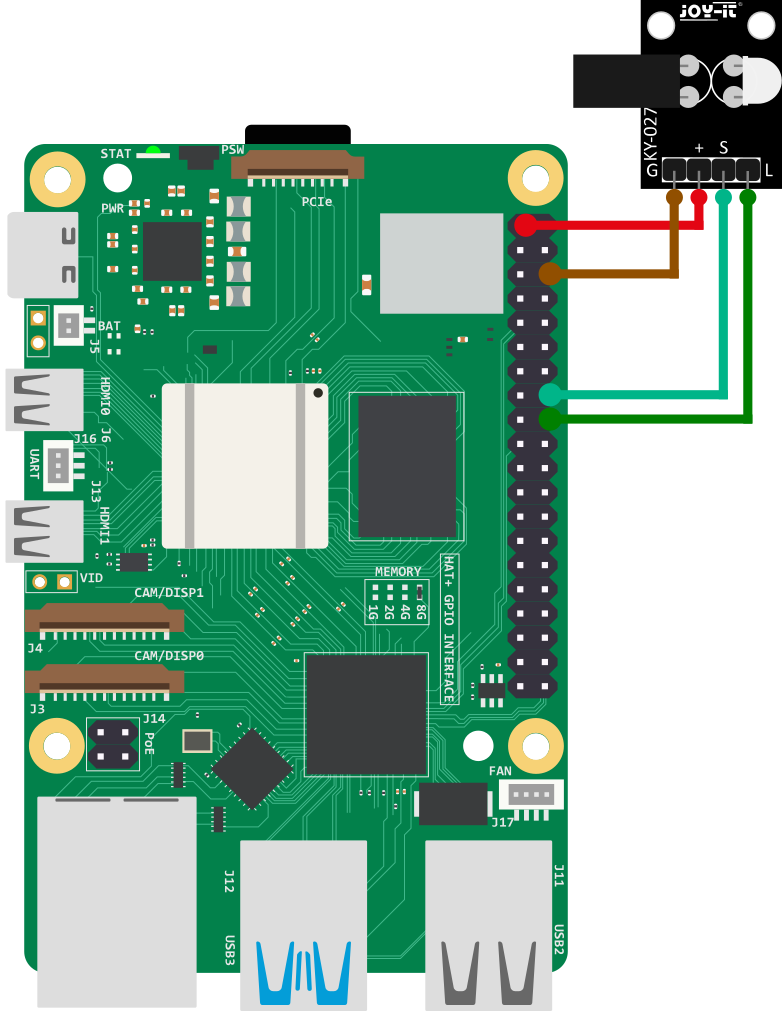 JOY-iT®
KY-027
G + S L
STAT
PSW
PCIe
PWR
BAT
J5
HDMI0
J6
J16
UART
J13
HDMI1
VID
MEMORY
1G 2G 4G 8G
HAT+ GPIO INTERFACE
CAM/DISP1
J4
CAM/DISP0
J3
J14
PoE
FAN
J17
J12
J11
USB3
USB2